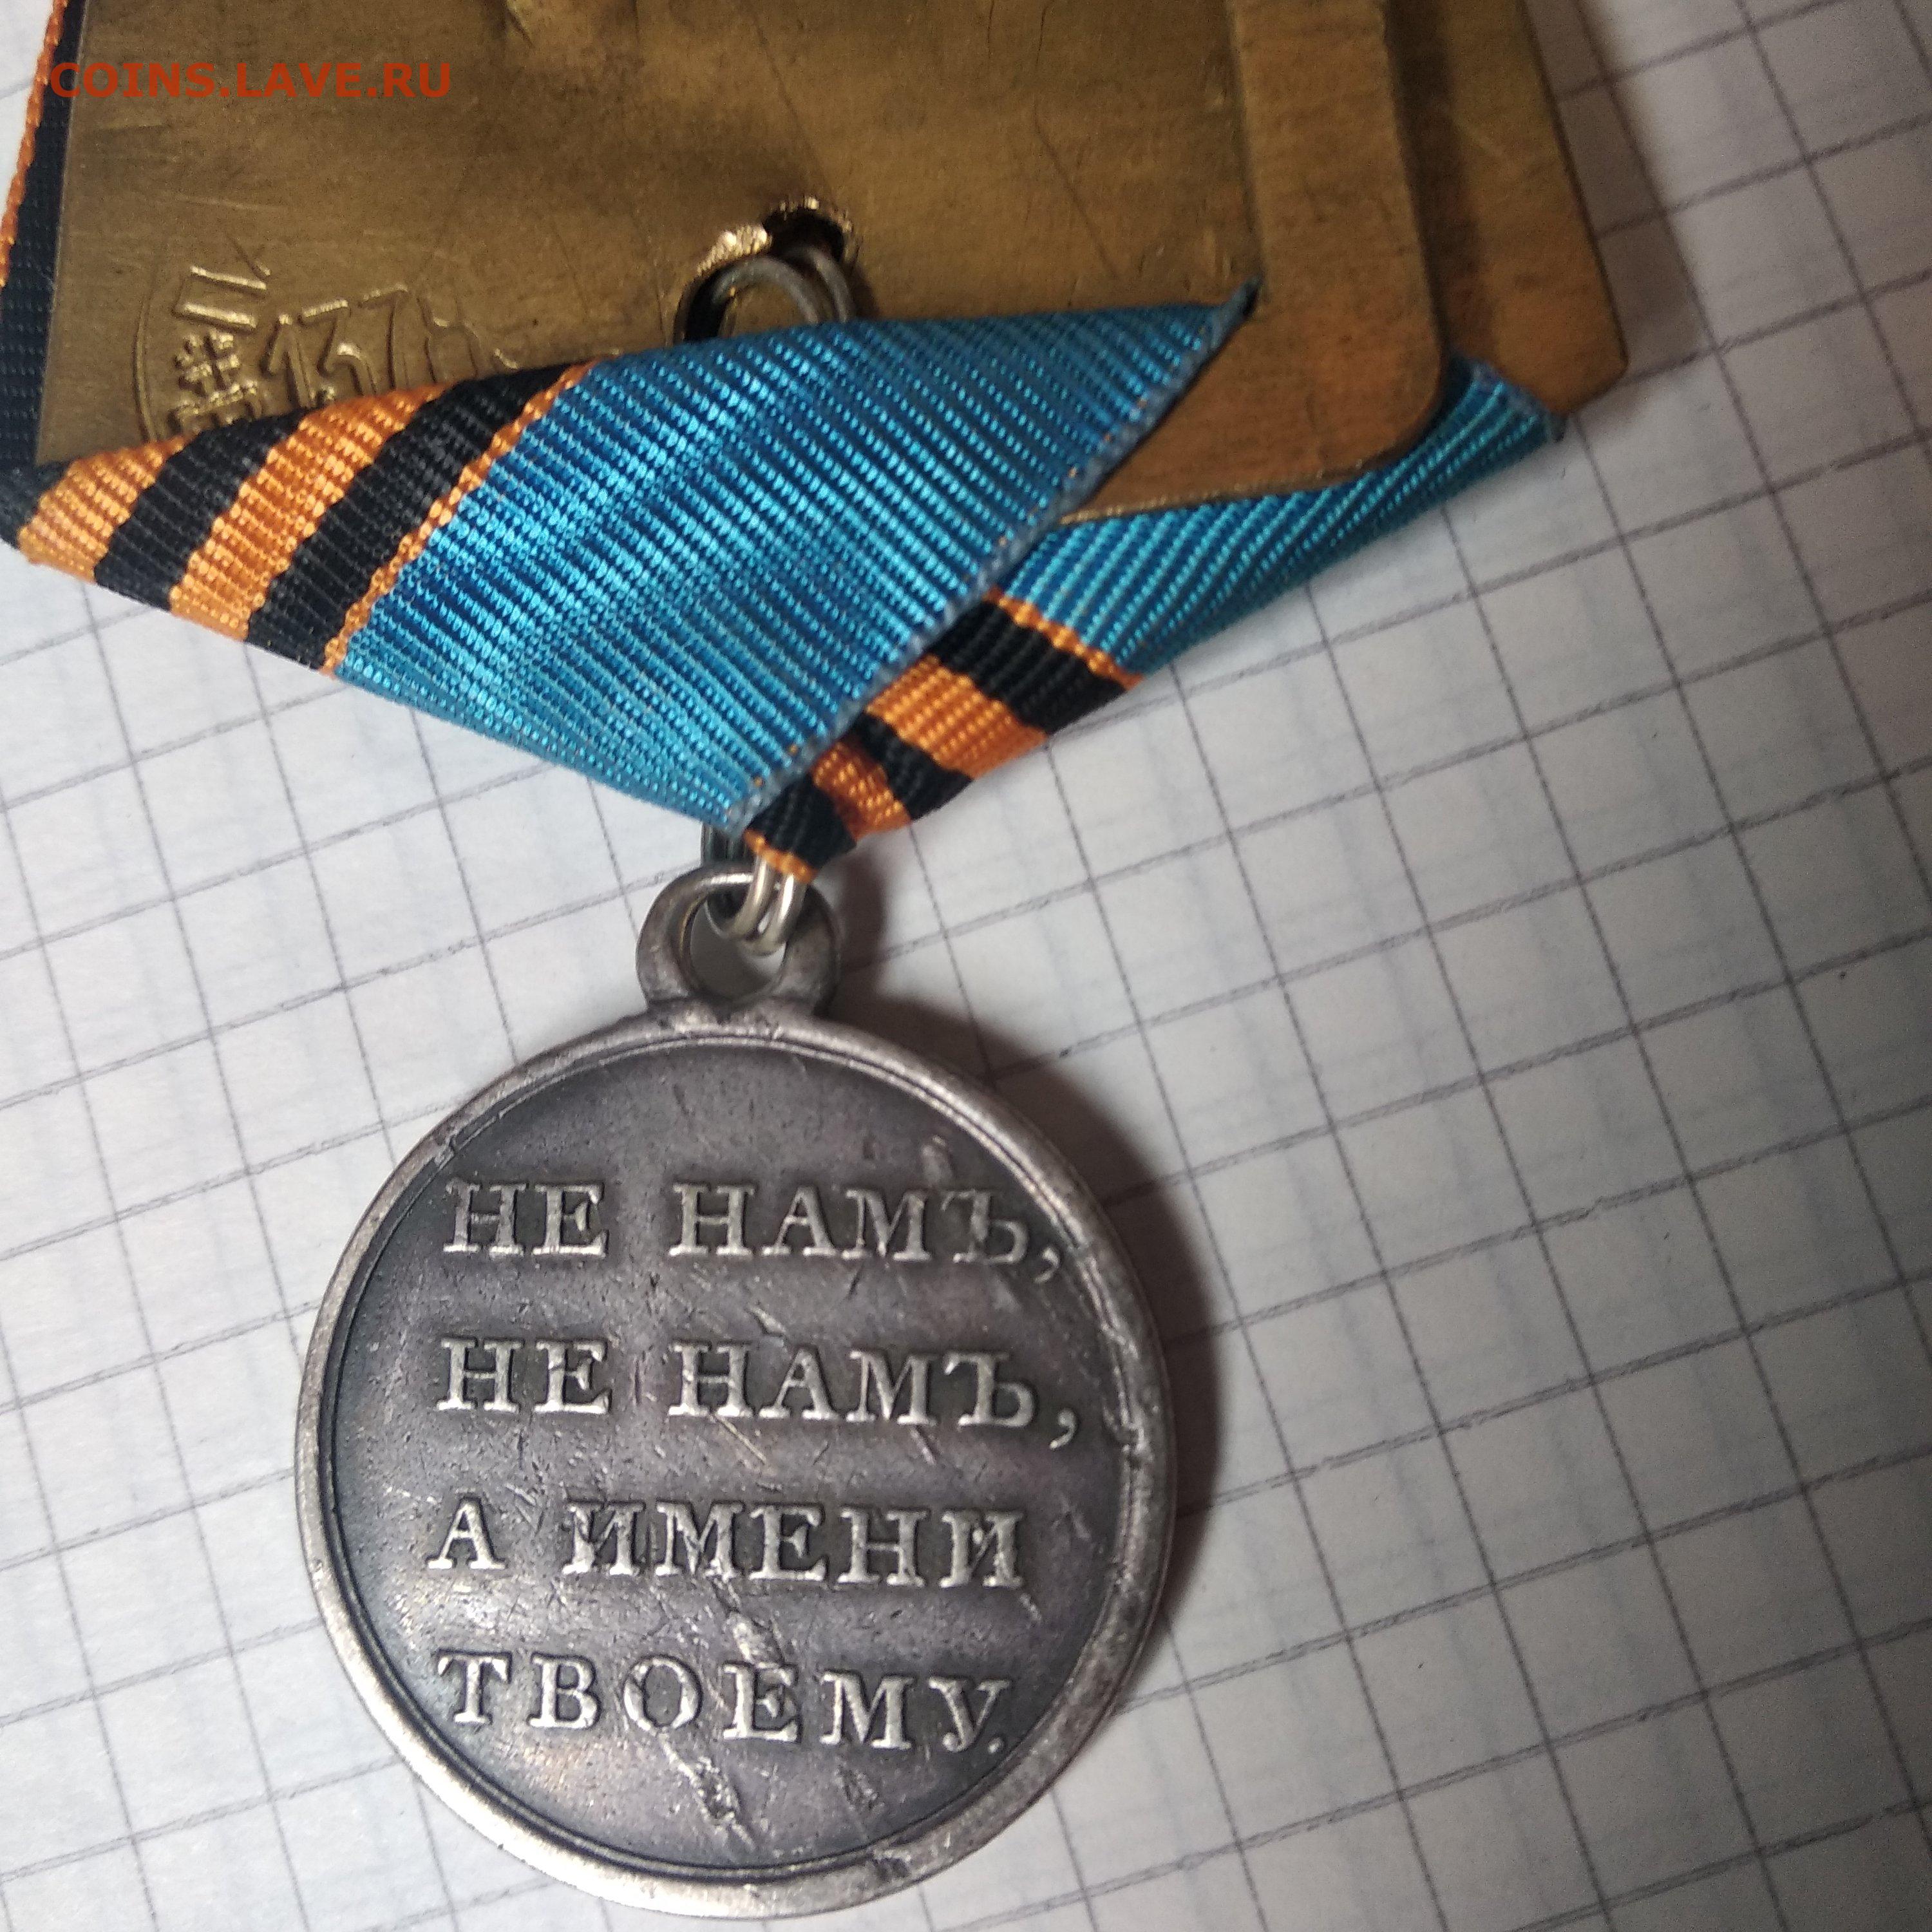 COINS.LAVE.RU
НЕ НАМЪ,
НЕ НАМЪ,
А ИМЕНИ
ТВОЕМУ.